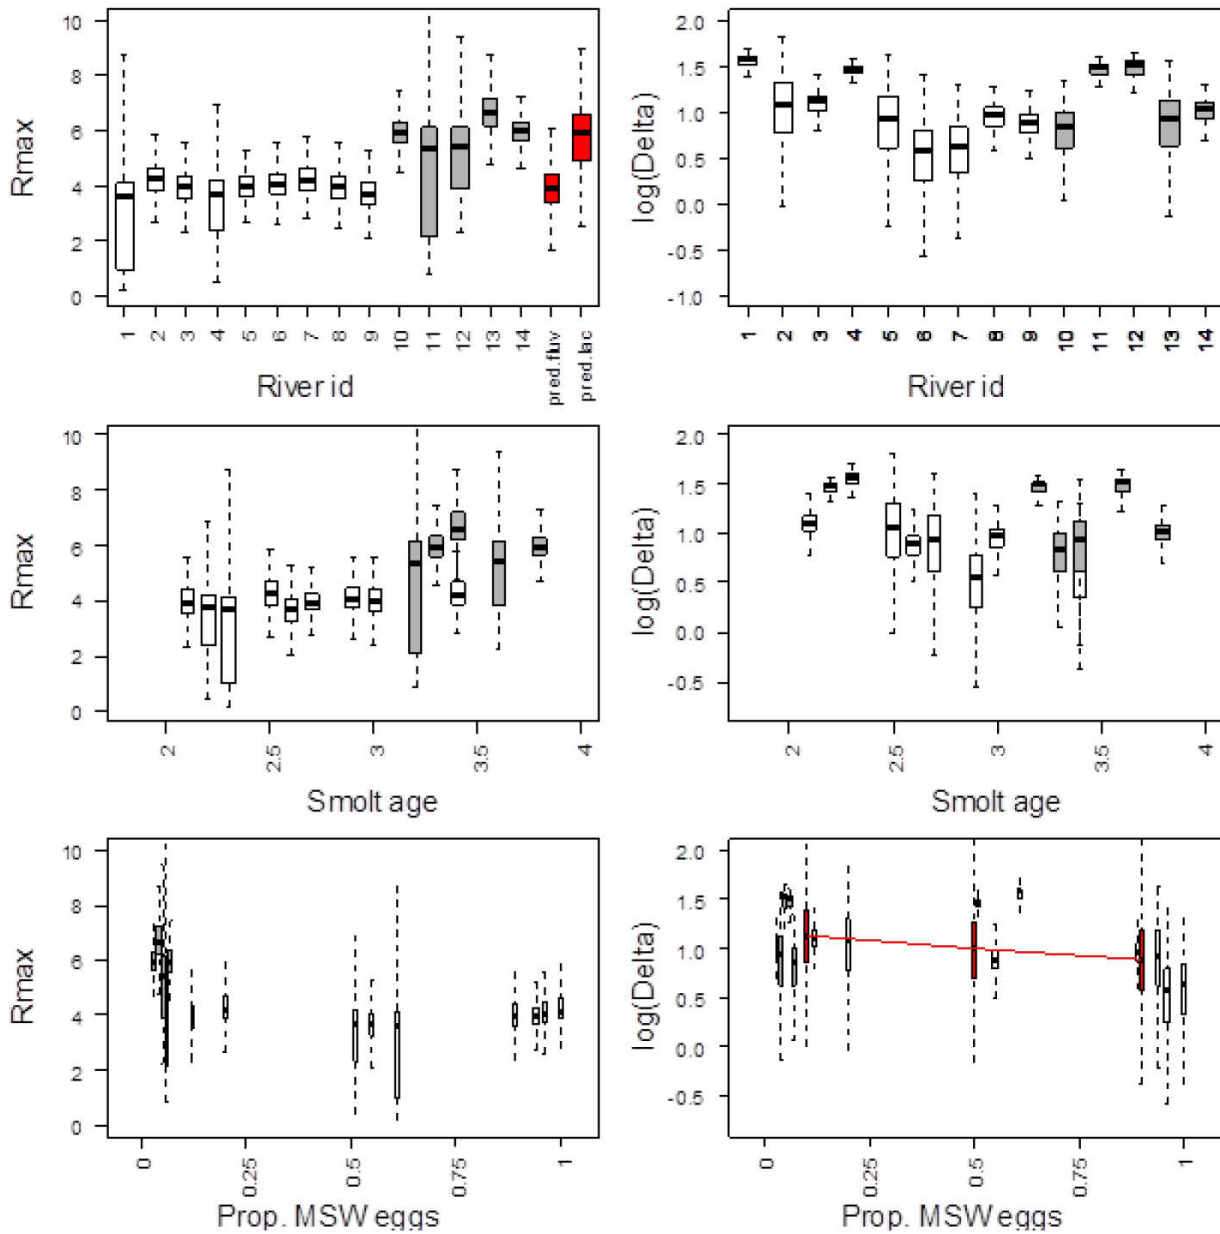 10
8
6
4
2
0
Rmax
1 2 3 4 5 6 7 8 9 10 11 12 13 14 pred.fluv pred.lac
River id
2.0
1.5
1.0
0.5
0.0
-0.5
-1.0
log(Delta)
1 2 3 4 5 6 7 8 9 10 11 12 13 14
River id
10
8
6
4
2
0
Rmax
2 2.5 3 3.5 4
Smolt age
2.0
1.5
1.0
0.5
0.0
-0.5
log(Delta)
2 2.5 3 3.5 4
Smolt age
10
8
6
4
2
0
Rmax
0 0.25 0.5 0.75 1
Prop. MSW eggs
2.0
1.5
1.0
0.5
0.0
-0.5
log(Delta)
0 0.25 0.5 0.75 1
Prop. MSW eggs